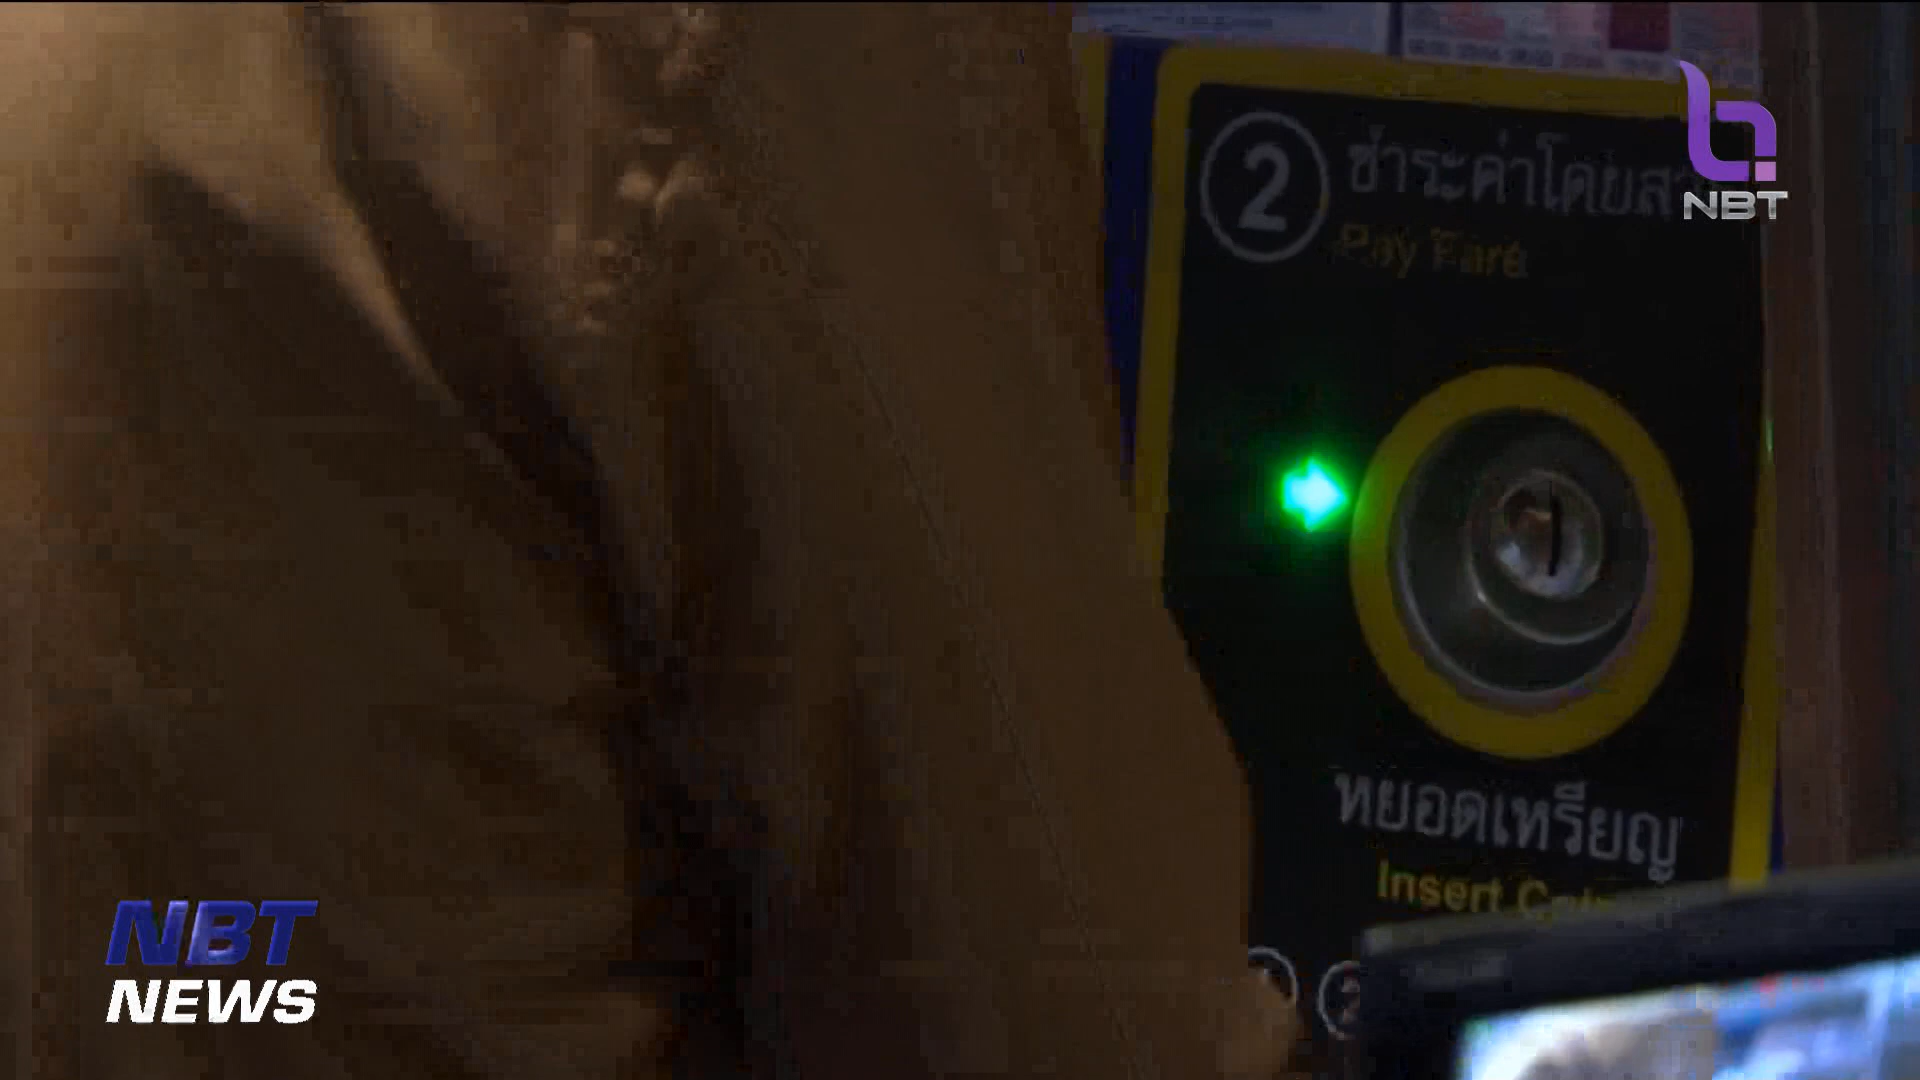 2 ชำระค่าโดยส
Pay Fare
หยอดเหรียญ
Insert Coin
NBT
NBT
NEWS